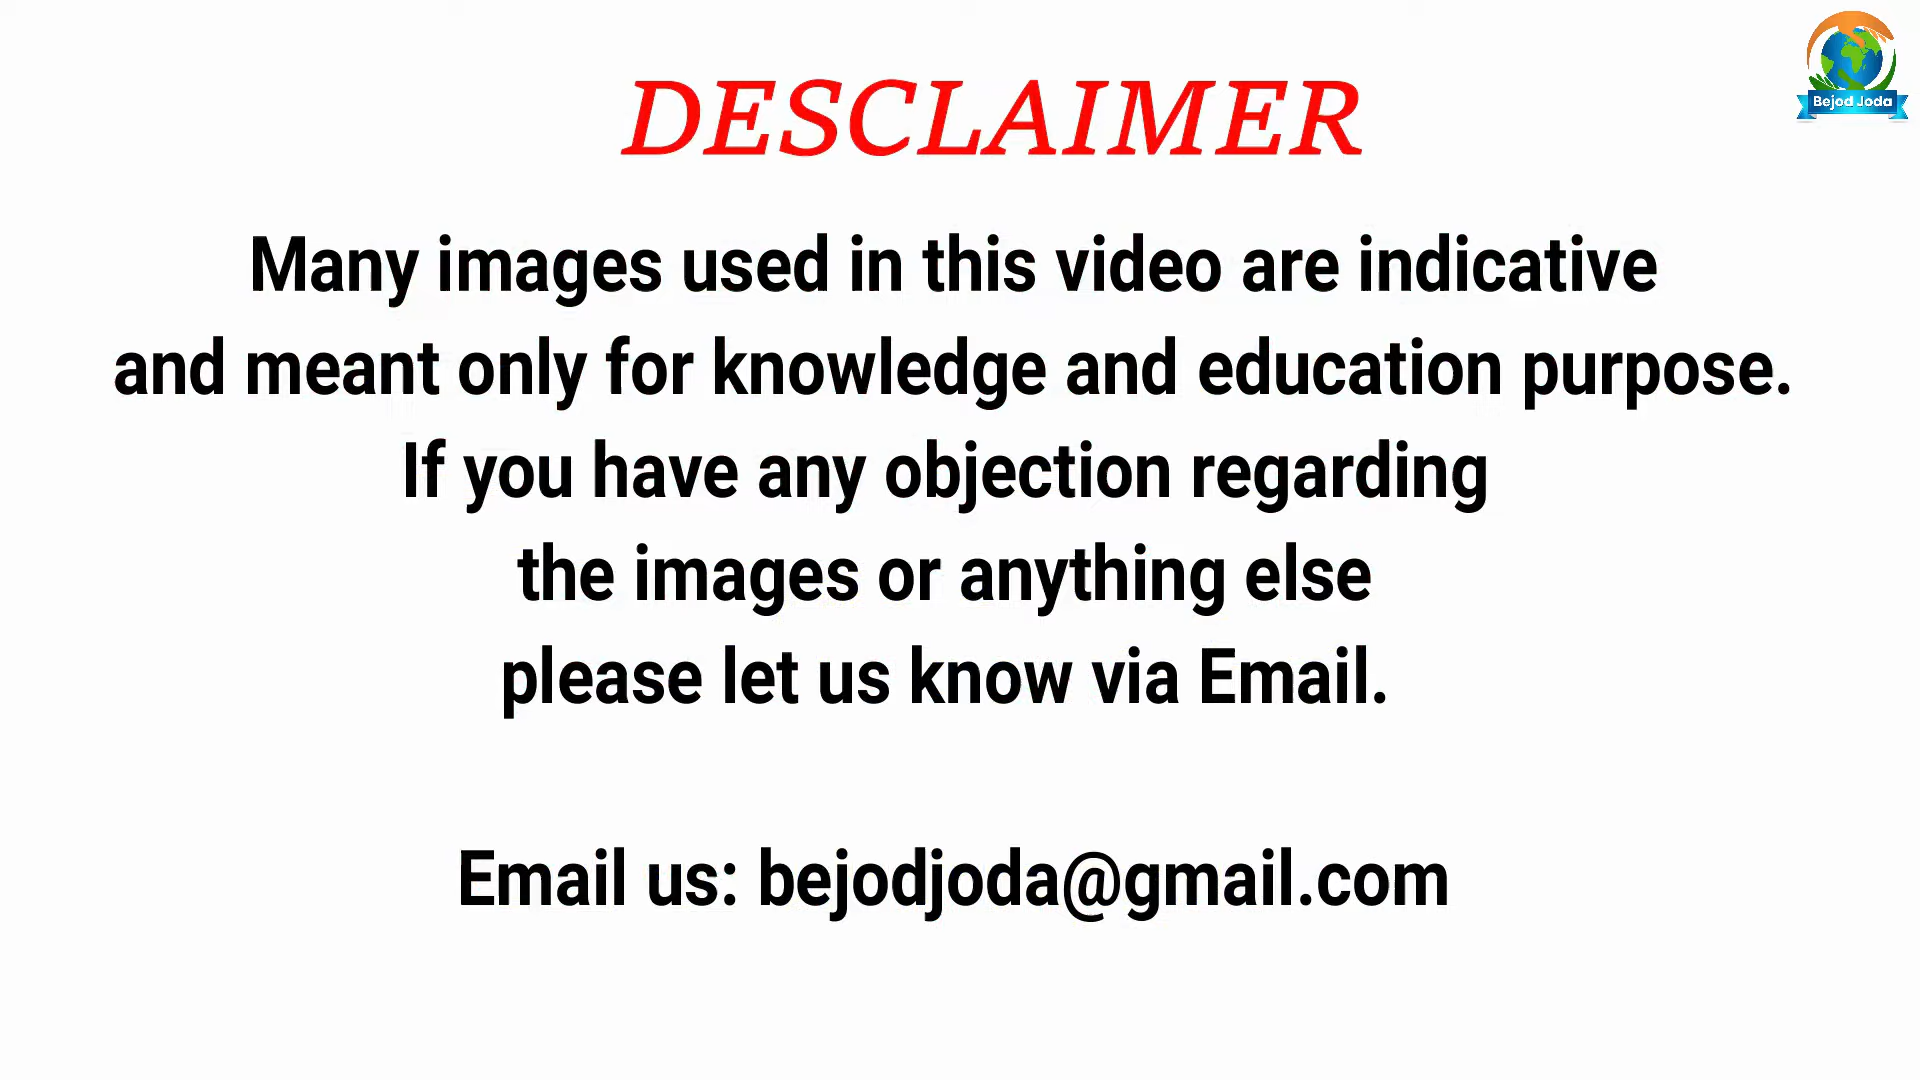 Bejod Joda
DESCLAIMER
Many images used in this video are indicative
and meant only for knowledge and education purpose.
If you have any objection regarding
the images or anything else
please let us know via Email.
Email us: bejodjoda@gmail.com